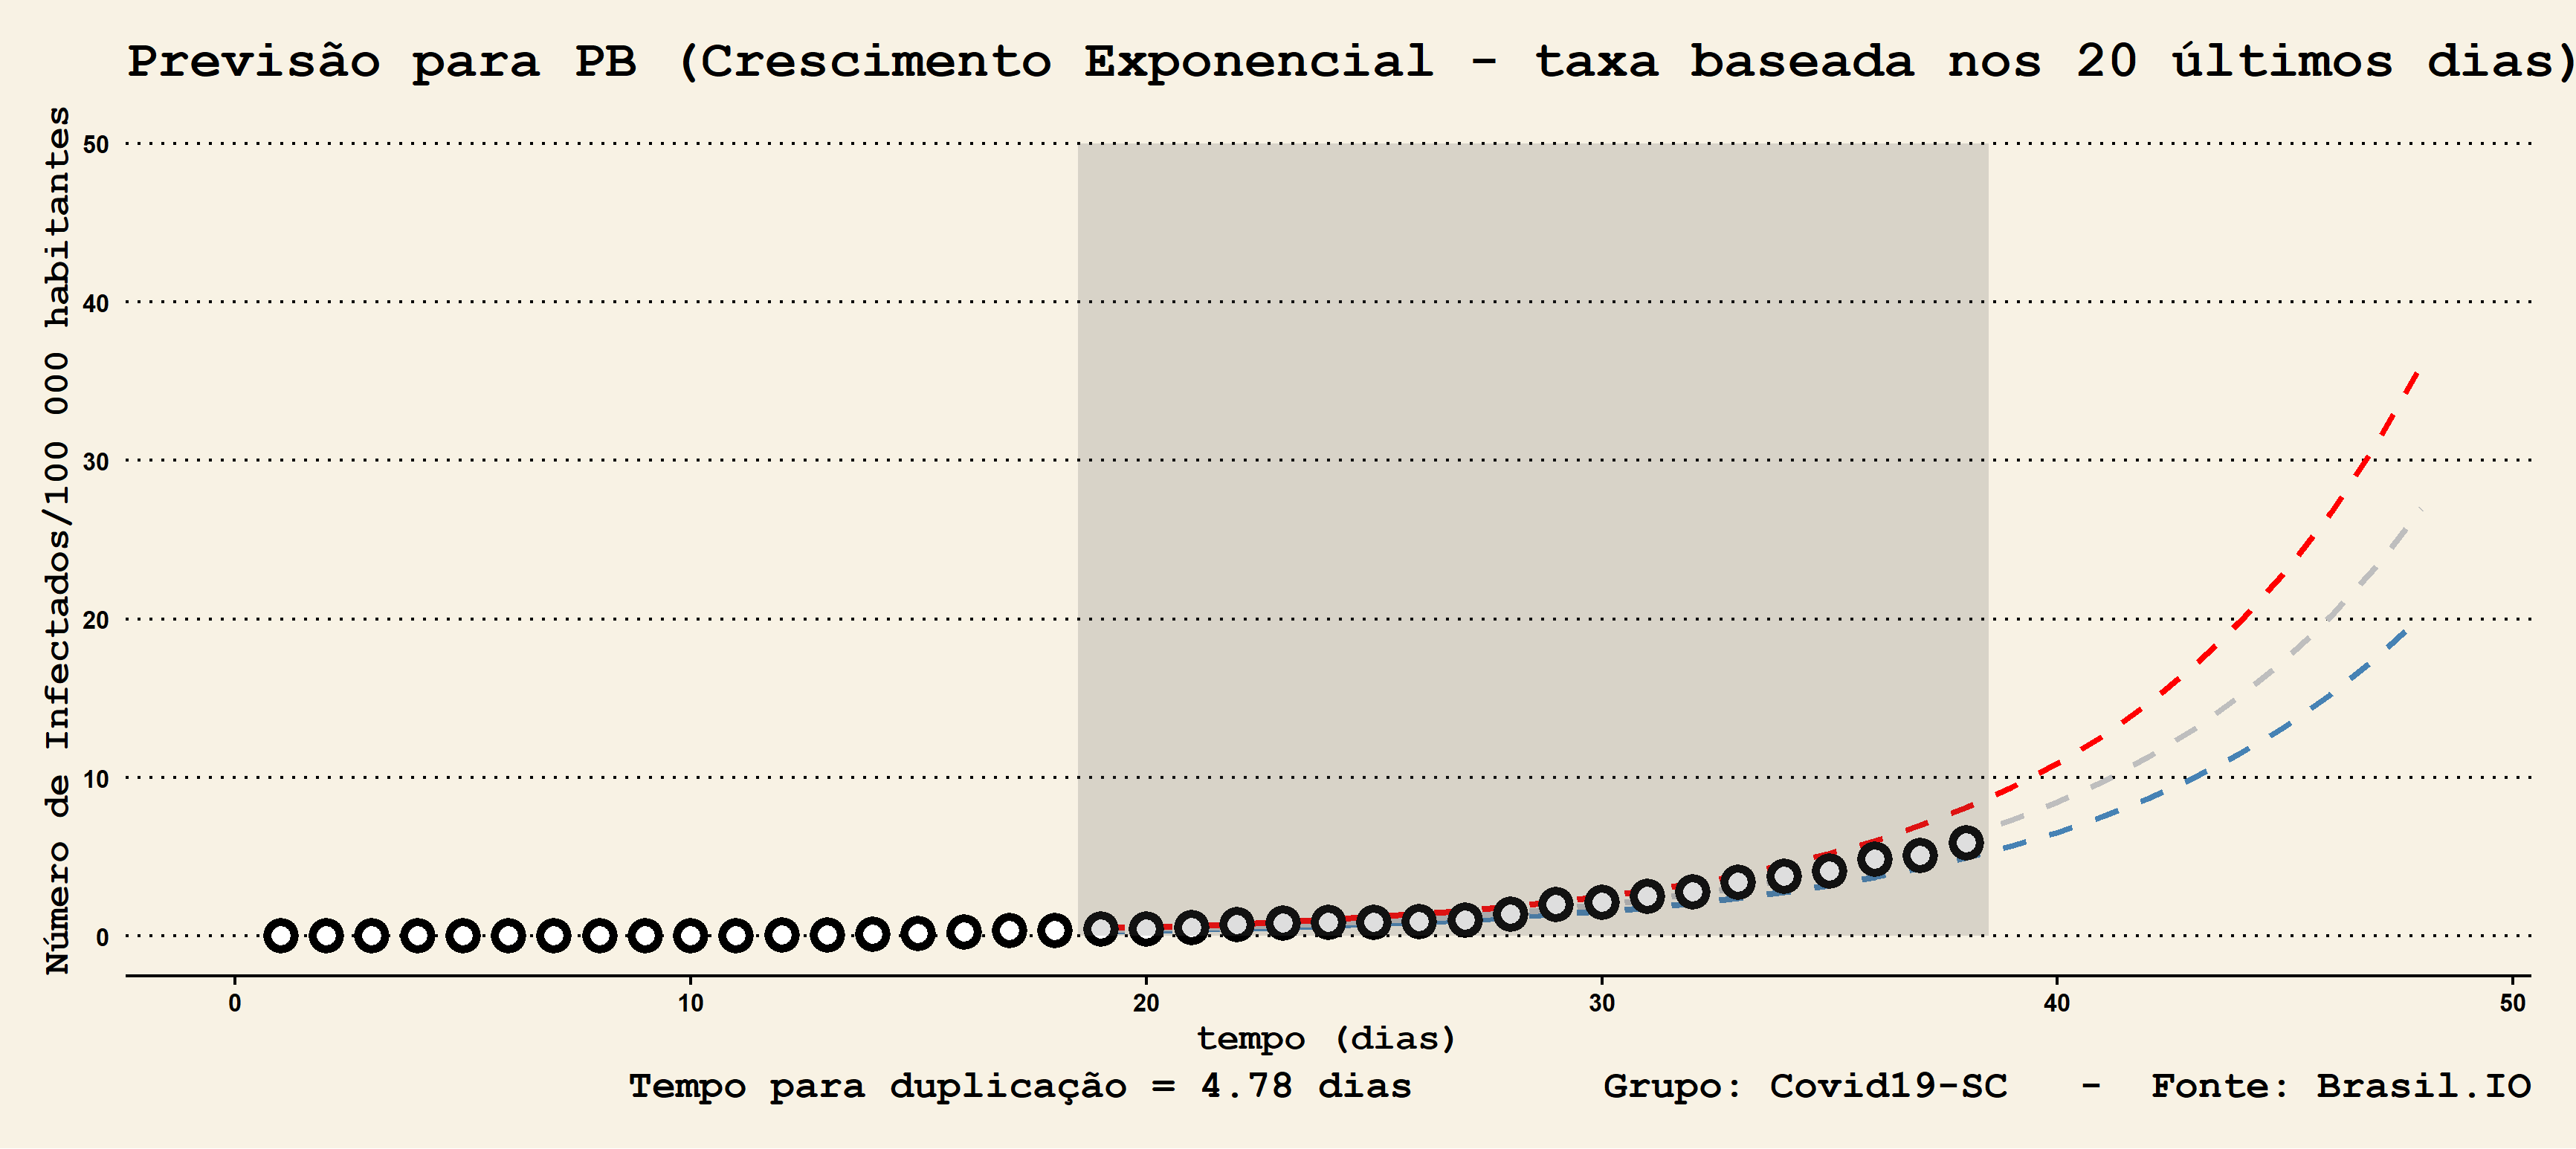 Previsão para PB (Crescimento Exponencial - taxa baseada nos 20 últimos dias)
Número de Infectados/100 000 habitantes
50
40
30
20
10
0
0 10 20 30 40 50
tempo (dias)
Tempo para duplicação = 4.78 dias Grupo: Covid19-SC - Fonte: Brasil.IO